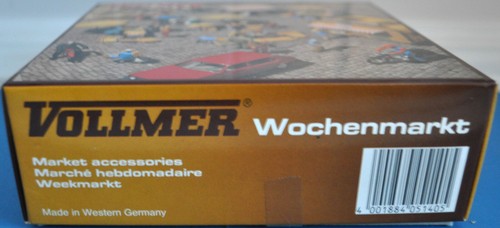 VOLLMER® Wochenmarkt
Market accessories
Marché hebdomadaire
Weekmarkt
Made in Western Germany
4 001884 051405